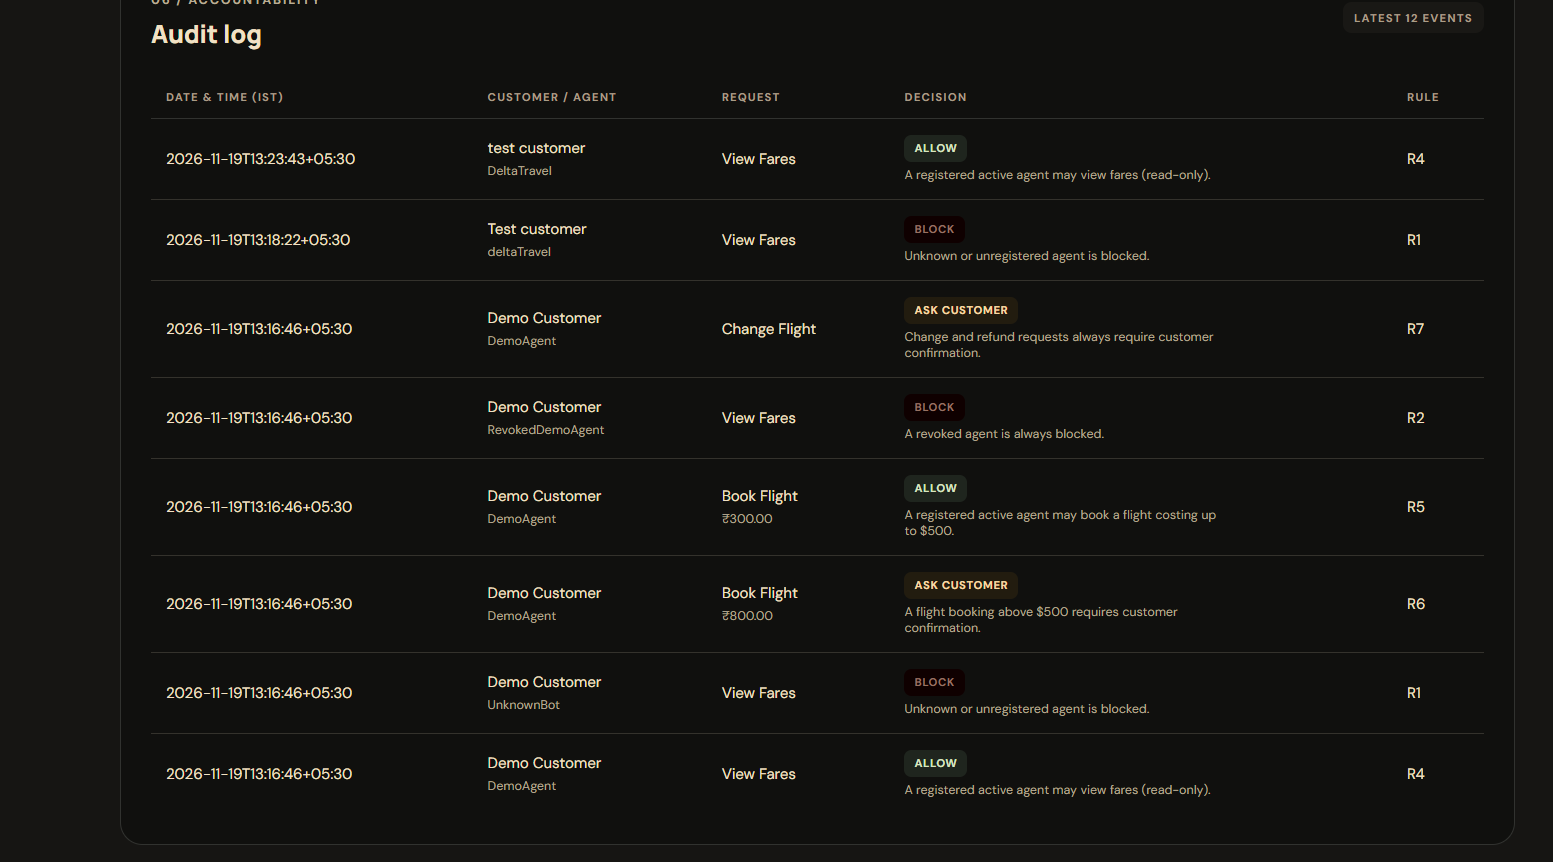 06 / ACCOUNTABILITY
Audit log
LATEST 12 EVENTS
DATE & TIME (IST) CUSTOMER / AGENT REQUEST DECISION RULE
2026-11-19T13:23:43+05:30
test customer
DeltaTravel
View Fares
ALLOW
A registered active agent may view fares (read-only).
R4
2026-11-19T13:18:22+05:30
Test customer
deltaTravel
View Fares
BLOCK
Unknown or unregistered agent is blocked.
R1
2026-11-19T13:16:46+05:30
Demo Customer
DemoAgent
Change Flight
ASK CUSTOMER
Change and refund requests always require customer
confirmation.
R7
2026-11-19T13:16:46+05:30
Demo Customer
RevokedDemoAgent
View Fares
BLOCK
A revoked agent is always blocked.
R2
2026-11-19T13:16:46+05:30
Demo Customer
DemoAgent
Book Flight
₹300.00
ALLOW
A registered active agent may book a flight costing up
to $500.
R5
2026-11-19T13:16:46+05:30
Demo Customer
DemoAgent
Book Flight
₹800.00
ASK CUSTOMER
A flight booking above $500 requires customer
confirmation.
R6
2026-11-19T13:16:46+05:30
Demo Customer
UnknownBot
View Fares
BLOCK
Unknown or unregistered agent is blocked.
R1
2026-11-19T13:16:46+05:30
Demo Customer
DemoAgent
View Fares
ALLOW
A registered active agent may view fares (read-only).
R4